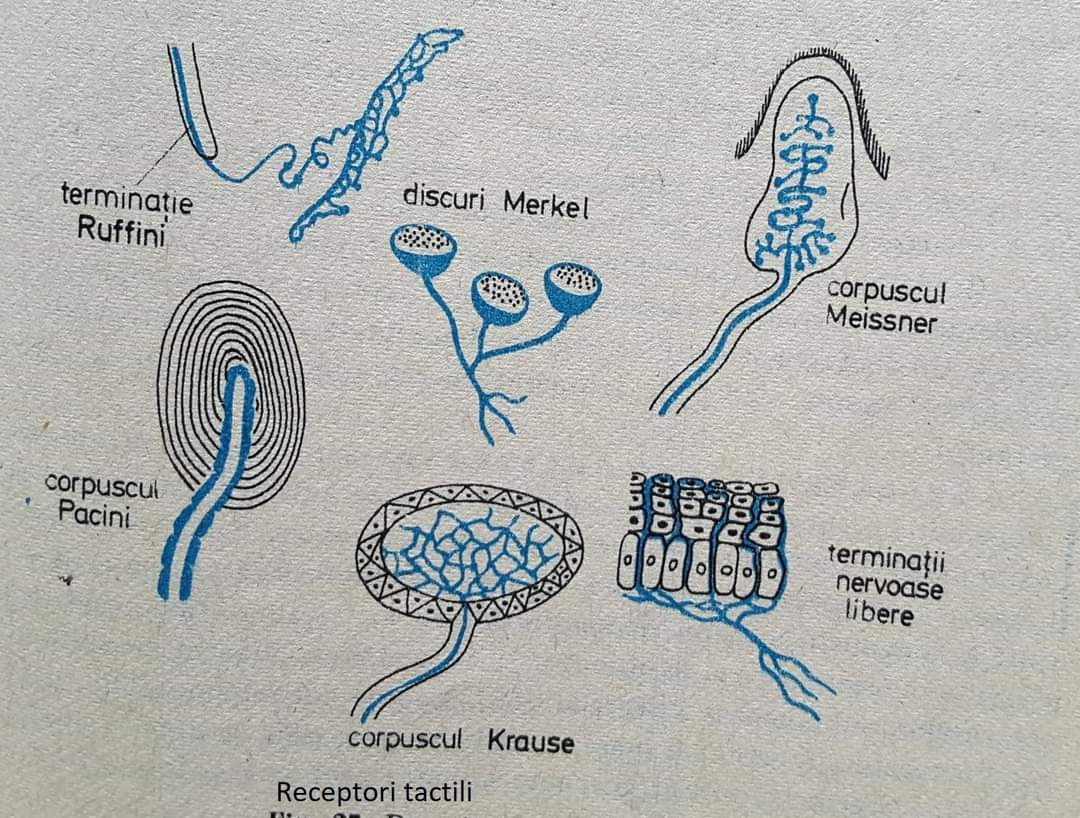 terminație
Ruffini
discuri Merkel
corpuscul
Meissner
corpuscul
Pacini
terminații
nervoase
libere
corpuscul Krause
Receptori tactili